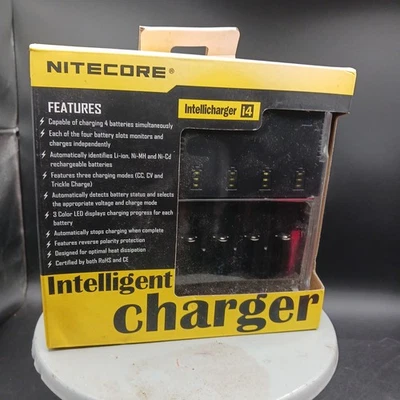 NITECORE®
FEATURES
Capable of charging 4 batteries simultaneously
Each of the four battery slots monitors and
charges independently
Automatically identifies Li-ion, Ni-MH and Ni-Cd
rechargeable batteries
Features three charging modes (CC, CV and
Trickle Charge)
Automatically detects battery status and selects
the appropriate voltage and charge mode
3 Color LED displays charging progress for each
battery
Automatically stops charging when complete
Features reverse polarity protection
Designed for optimal heat dissipation
Certified by both RoHS and CE
Intellicharger i4
Intelligent
charger